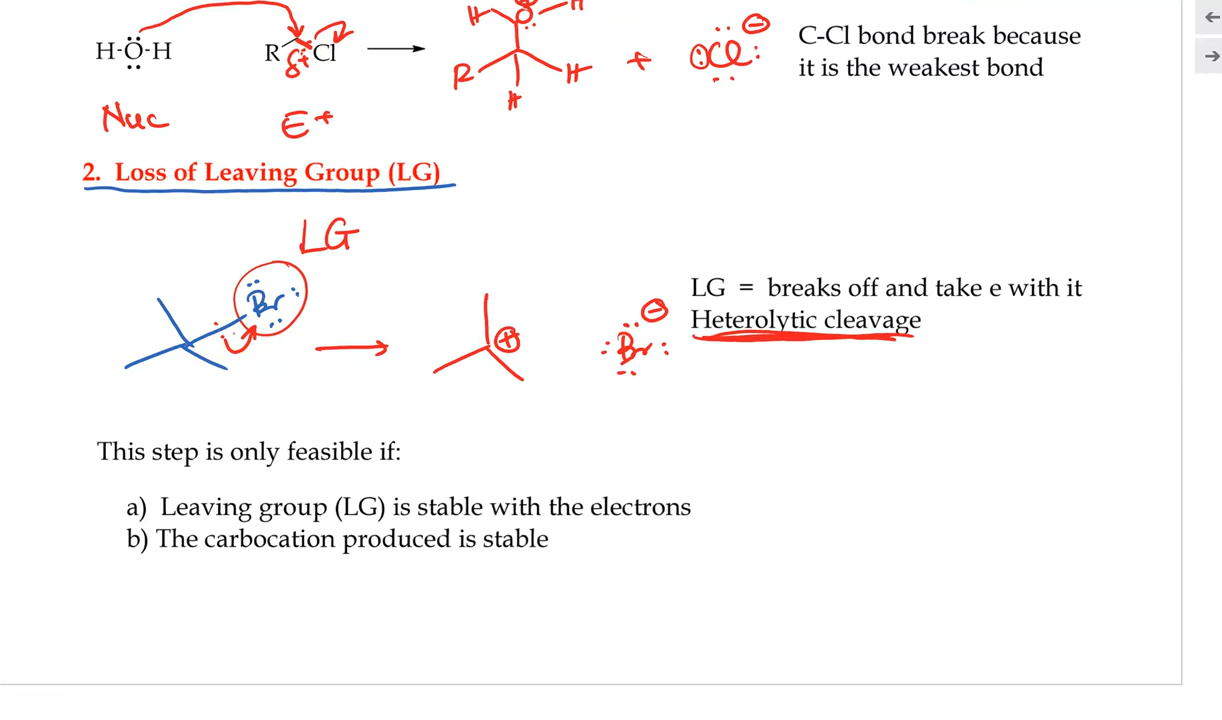 H
O
H
H-O-H
R
Cl
δ+
R
H
H
+
:Cl:
C-Cl bond break because
it is the weakest bond
Nuc
E+
2. Loss of Leaving Group (LG)
LG
Br
+
:Br:
LG = breaks off and take e with it
Heterolytic cleavage
This step is only feasible if:
a) Leaving group (LG) is stable with the electrons
b) The carbocation produced is stable